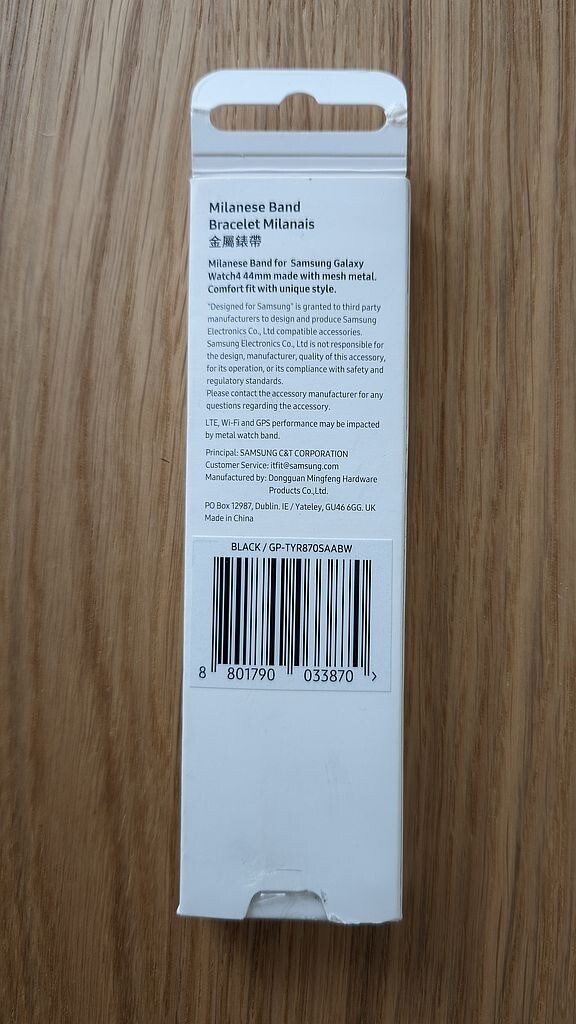 Milanese Band
Bracelet Milanais
金屬錶帶
Milanese Band for Samsung Galaxy
Watch4 44mm made with mesh metal.
Comfort fit with unique style.
"Designed for Samsung" is granted to third party
manufacturers to design and produce Samsung
Electronics Co., Ltd compatible accessories.
Samsung Electronics Co., Ltd is not responsible for
the design, manufacturer, quality of this accessory,
for its operation, or its compliance with safety and
regulatory standards.
Please contact the accessory manufacturer for any
questions regarding the accessory.
LTE, Wi-Fi and GPS performance may be impacted
by metal watch band.
Principal: SAMSUNG C&T CORPORATION
Customer Service: itfit@samsung.com
Manufactured by: Dongguan Mingfeng Hardware
Products Co.,Ltd.
PO Box 12987, Dublin. IE / Yateley, GU46 6GG. UK
Made in China
BLACK / GP-TYR870SAABW
8 801790 033870 >